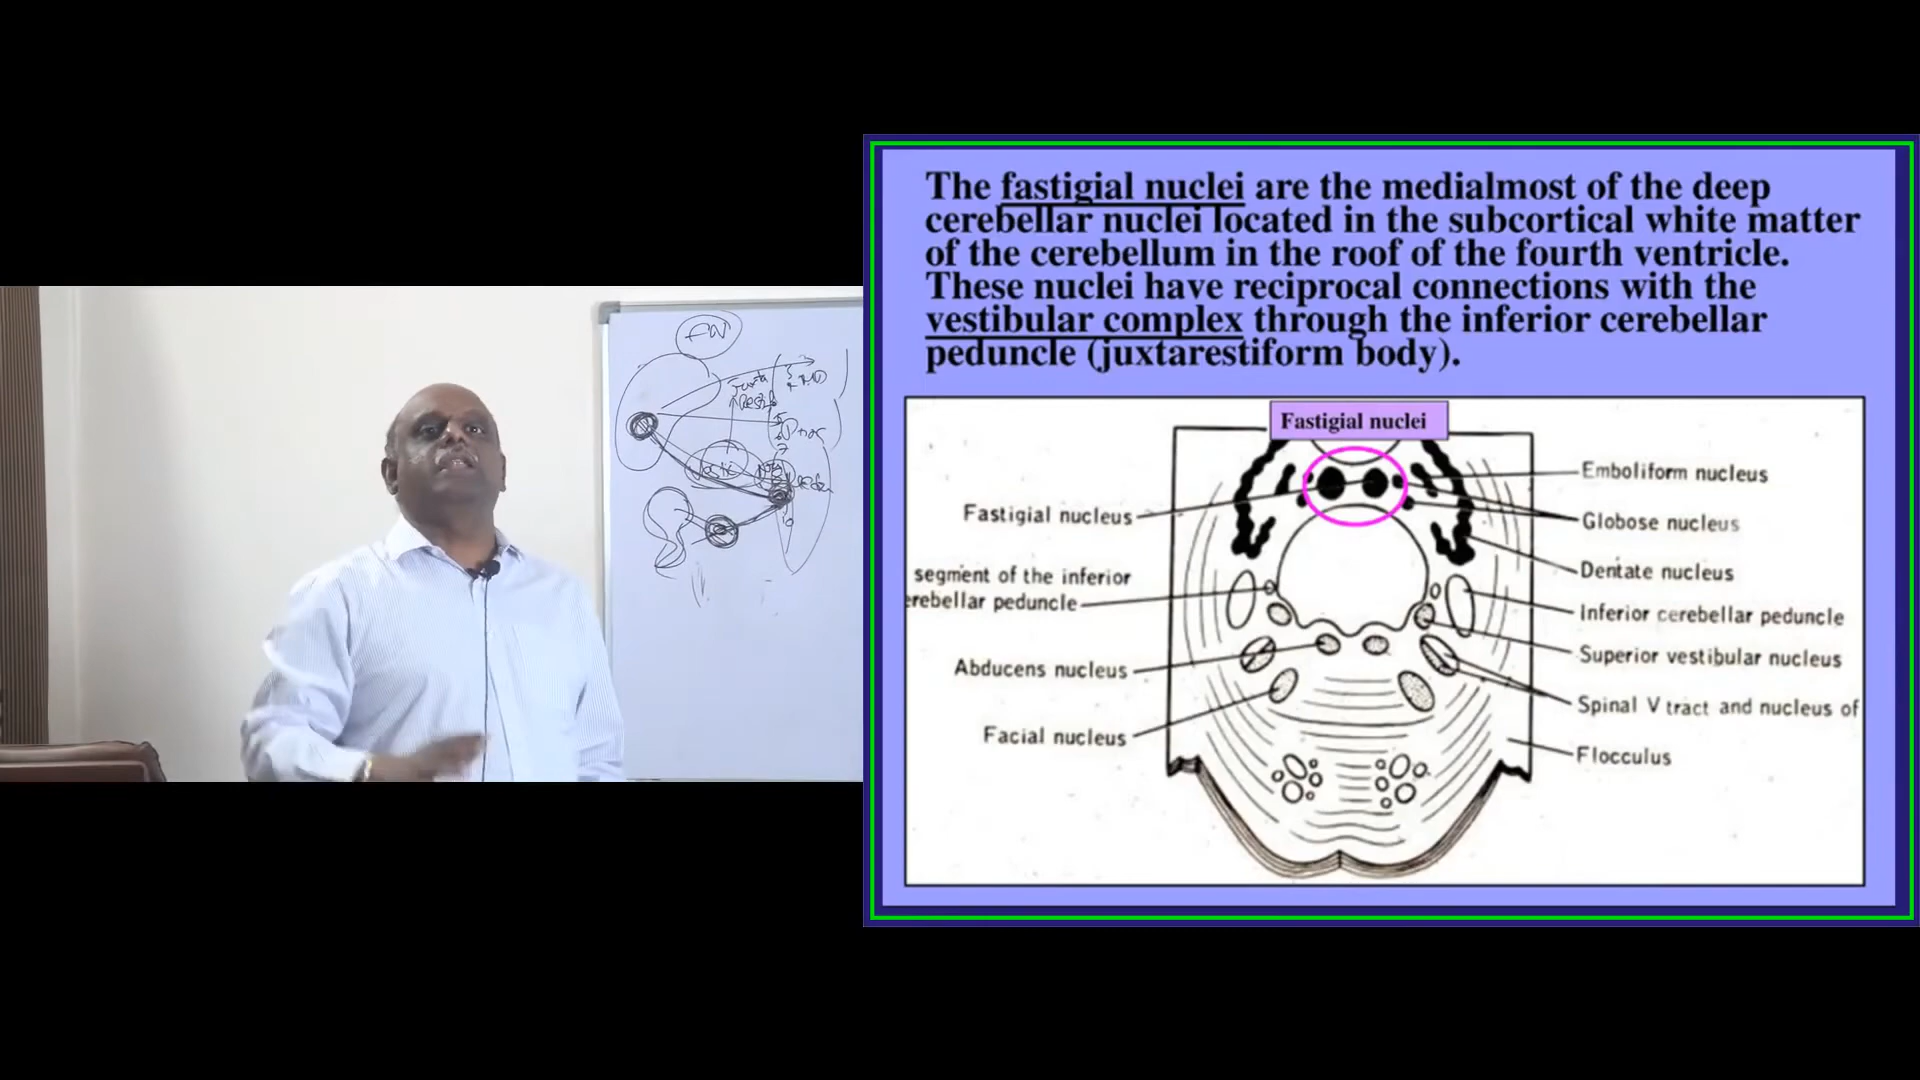 The fastigial nuclei are the medialmost of the deep
cerebellar nuclei located in the subcortical white matter
of the cerebellum in the roof of the fourth ventricle.
These nuclei have reciprocal connections with the
vestibular complex through the inferior cerebellar
peduncle (juxtarestiform body).
Fastigial nuclei
Fastigial nucleus
segment of the inferior
erebellar peduncle
Abducens nucleus
Facial nucleus
Emboliform nucleus
Globose nucleus
Dentate nucleus
Inferior cerebellar peduncle
Superior vestibular nucleus
Spinal V tract and nucleus of
Flocculus
FN